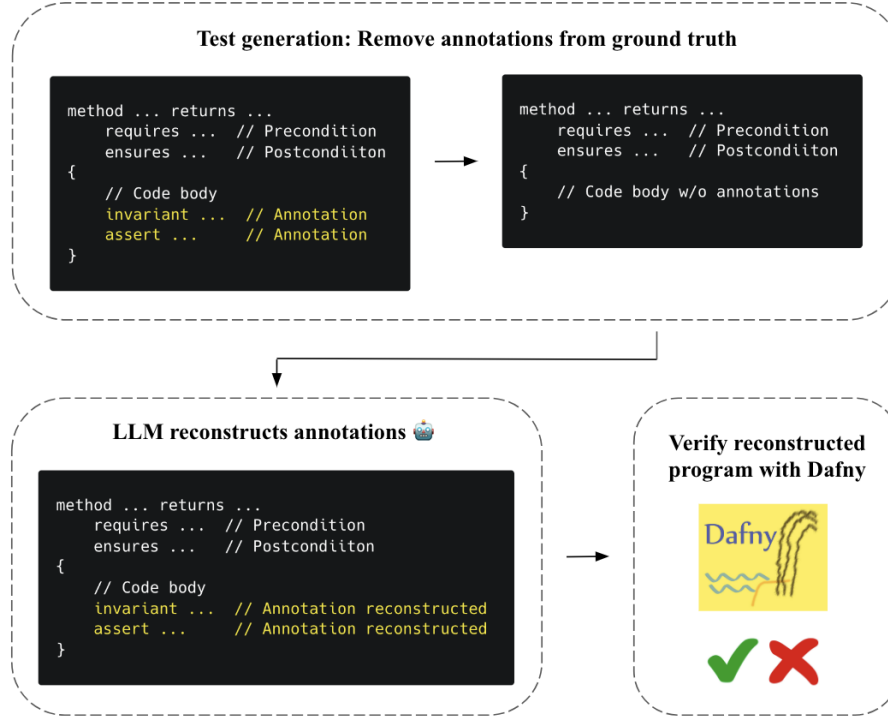 Test generation: Remove annotations from ground truth
method ... returns ...
requires ... // Precondition
ensures ... // Postcondiiton
{
// Code body
invariant ... // Annotation
assert ... // Annotation
}
method ... returns ...
requires ... // Precondition
ensures ... // Postcondiiton
{
// Code body w/o annotations
}
LLM reconstructs annotations 🤖
method ... returns ...
requires ... // Precondition
ensures ... // Postcondiiton
{
// Code body
invariant ... // Annotation reconstructed
assert ... // Annotation reconstructed
}
Verify reconstructed
program with Dafny
Dafny